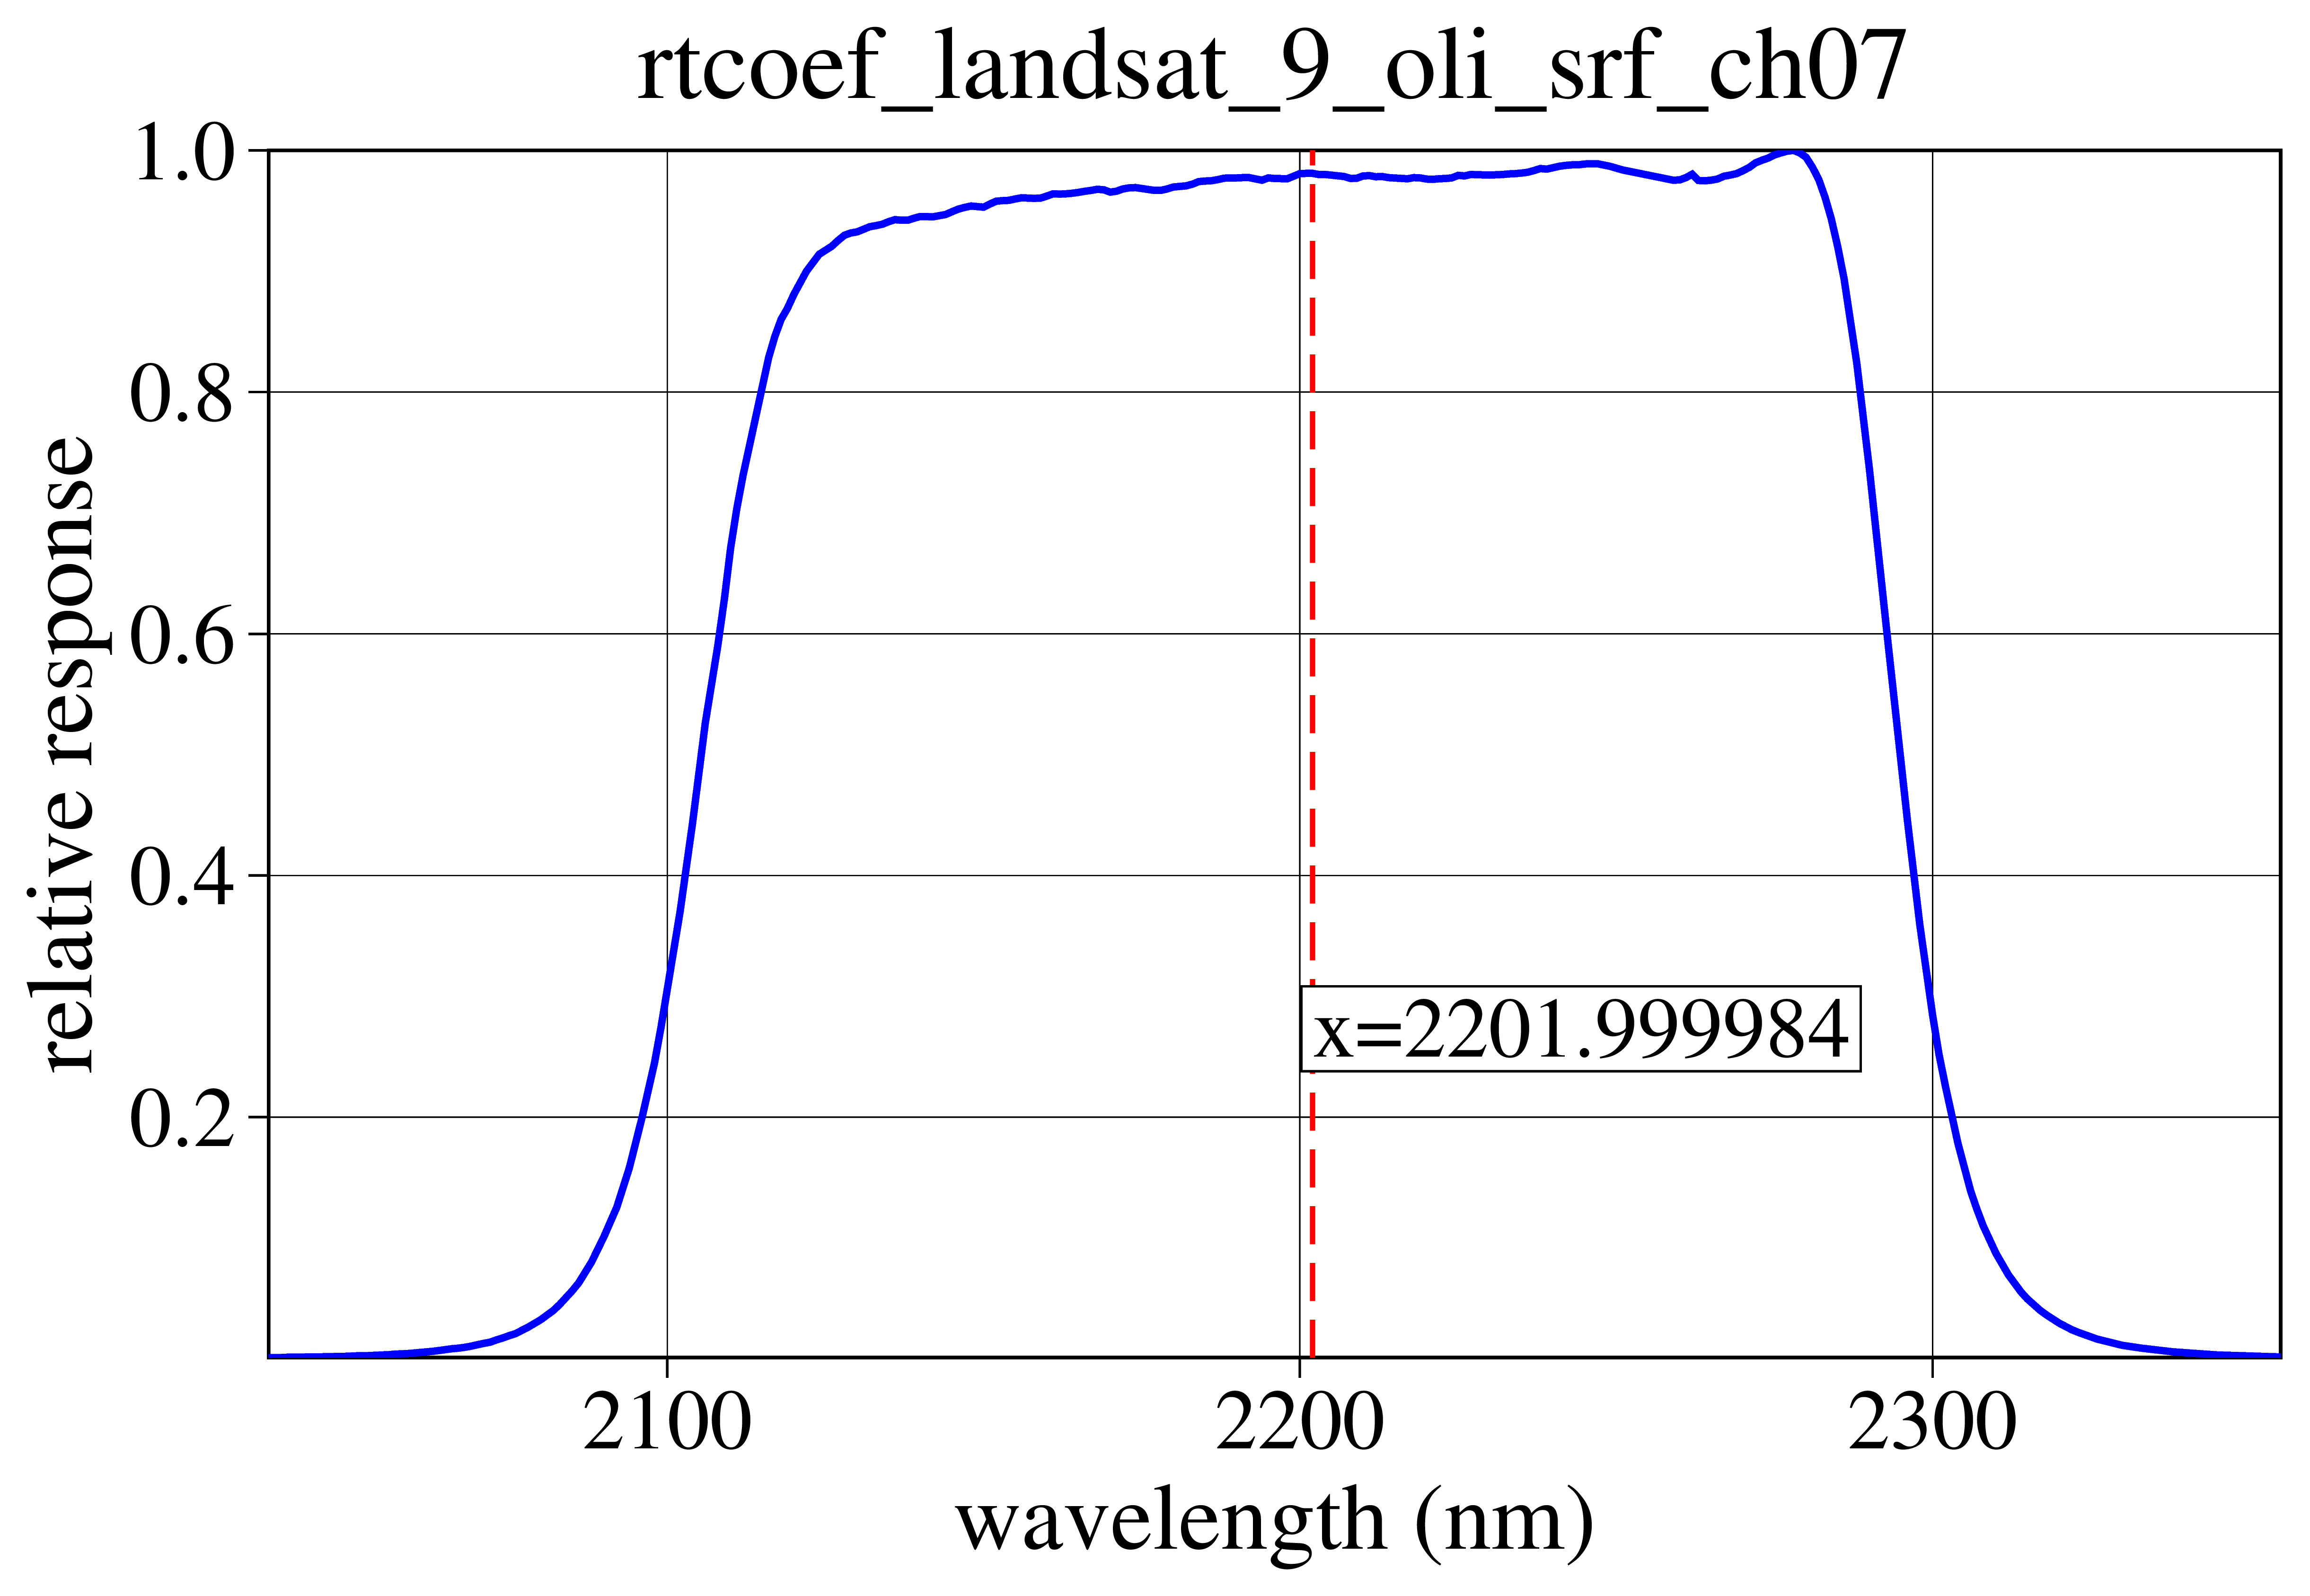 rtcoef_landsat_9_oli_srf_ch07
1.0
0.8
0.6
0.4
0.2
relative response
x=2201.999984
2100
2200
2300
wavelength (nm)